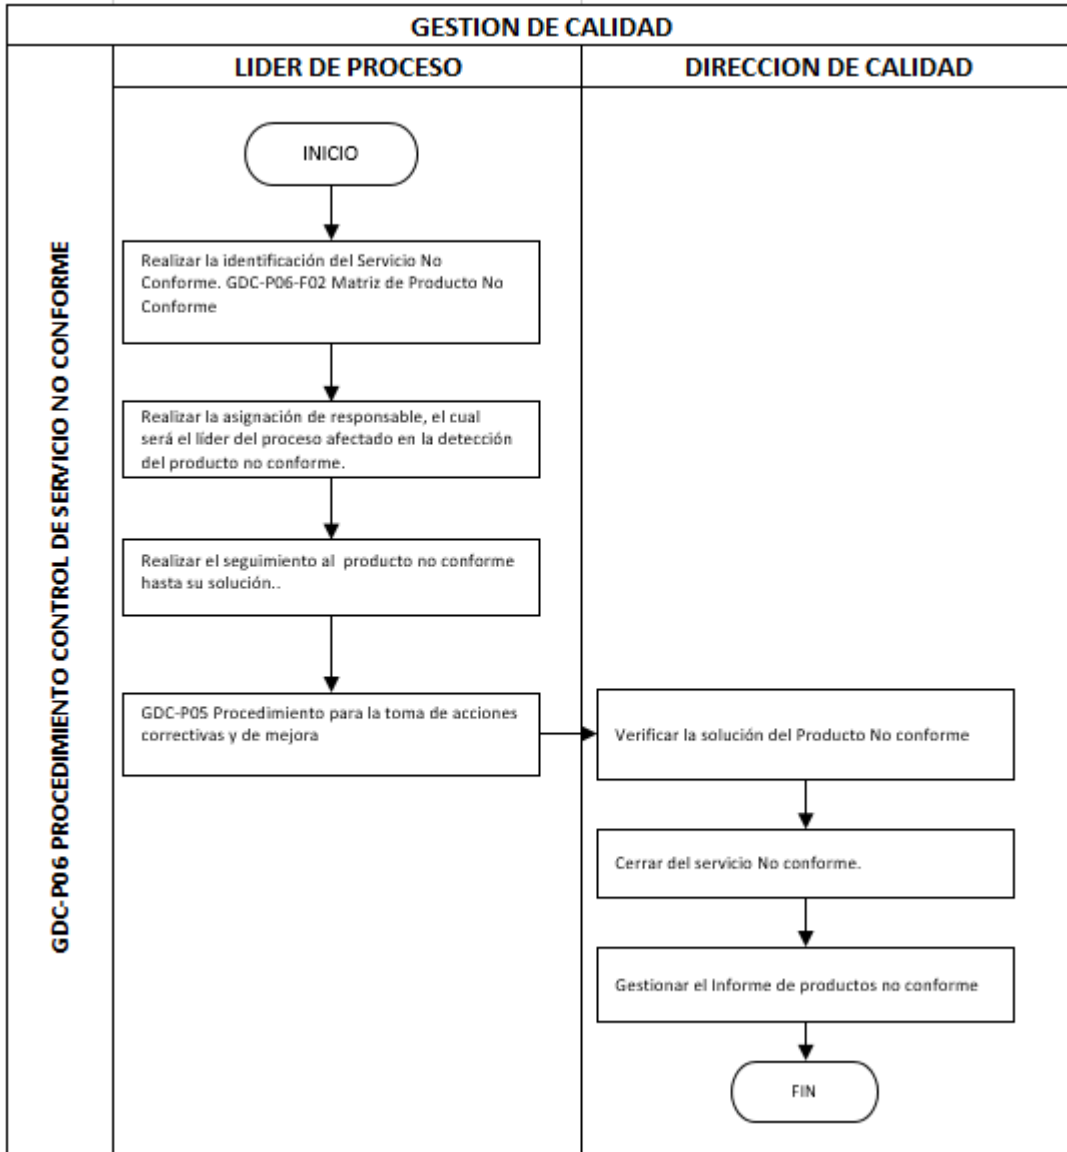 GESTION DE CALIDAD
LIDER DE PROCESO
DIRECCION DE CALIDAD
GDC-P06 PROCEDIMIENTO CONTROL DE SERVICIO NO CONFORME
INICIO
Realizar la identificación del Servicio No
Conforme. GDC-P06-F02 Matriz de Producto No
Conforme
Realizar la asignación de responsable, el cual
será el líder del proceso afectado en la detección
del producto no conforme.
Realizar el seguimiento al producto no conforme
hasta su solución..
GDC-P05 Procedimiento para la toma de acciones
correctivas y de mejora
Verificar la solución del Producto No conforme
Cerrar del servicio No conforme.
Gestionar el Informe de productos no conforme
FIN